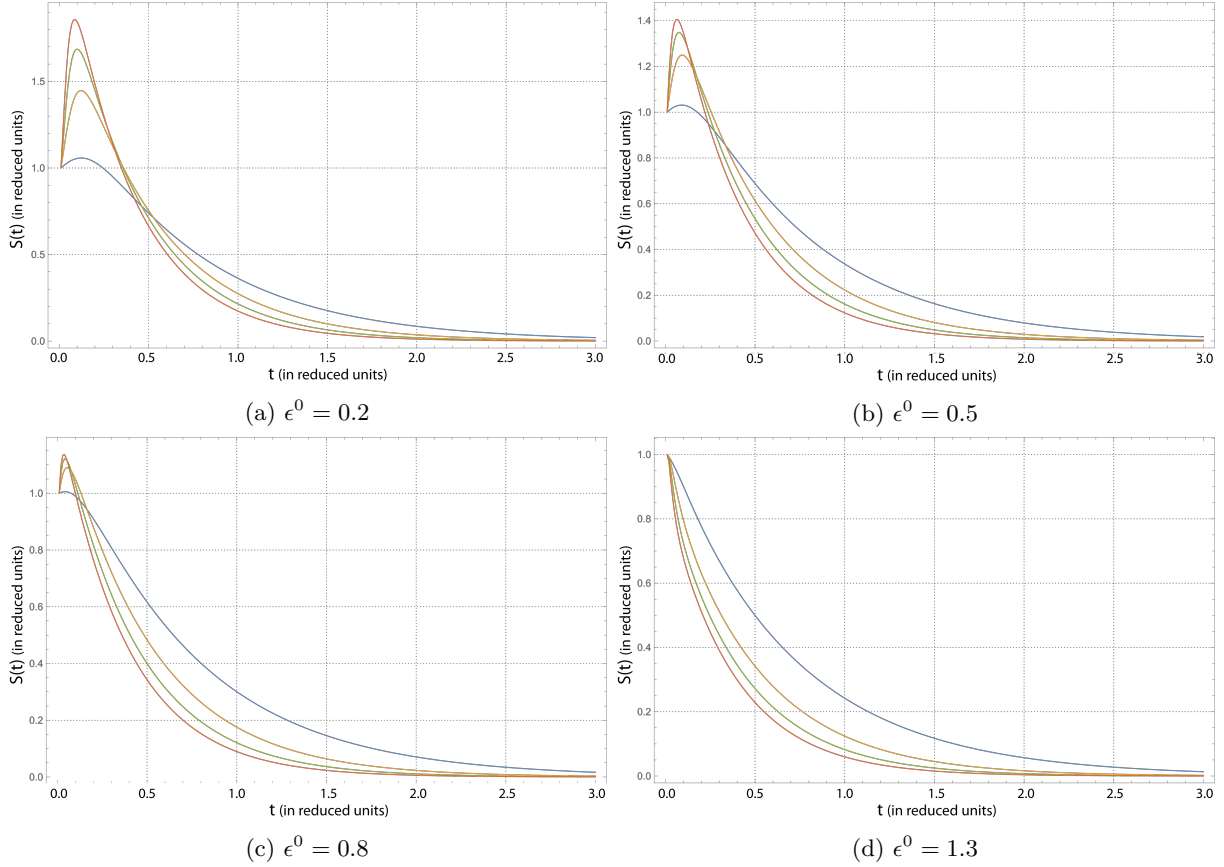 1.5
1.0
0.5
0.0
0.0 0.5 1.0 1.5 2.0 2.5 3.0
S(t) (in reduced units)
t (in reduced units)
(a) ϵ⁰ = 0.2
1.4
1.2
1.0
0.8
0.6
0.4
0.2
0.0
0.0 0.5 1.0 1.5 2.0 2.5 3.0
S(t) (in reduced units)
t (in reduced units)
(b) ϵ⁰ = 0.5
1.0
0.8
0.6
0.4
0.2
0.0
0.0 0.5 1.0 1.5 2.0 2.5 3.0
S(t) (in reduced units)
t (in reduced units)
(c) ϵ⁰ = 0.8
1.0
0.8
0.6
0.4
0.2
0.0
0.0 0.5 1.0 1.5 2.0 2.5 3.0
S(t) (in reduced units)
t (in reduced units)
(d) ϵ⁰ = 1.3